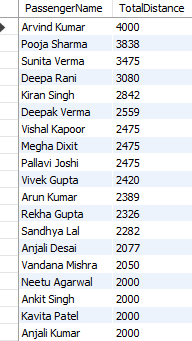 PassengerName TotalDistance
Arvind Kumar 4000
Pooja Sharma 3838
Sunita Verma 3475
Deepa Rani 3080
Kiran Singh 2842
Deepak Verma 2559
Vishal Kapoor 2475
Megha Dixit 2475
Pallavi Joshi 2475
Vivek Gupta 2420
Arun Kumar 2389
Rekha Gupta 2326
Sandhya Lal 2282
Anjali Desai 2077
Vandana Mishra 2050
Neetu Agarwal 2000
Ankit Singh 2000
Kavita Patel 2000
Anjali Kumar 2000